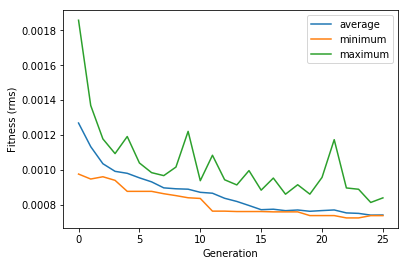 0.0018
0.0016
0.0014
0.0012
0.0010
0.0008
Fitness (rms)
average
minimum
maximum
0 5 10 15 20 25
Generation